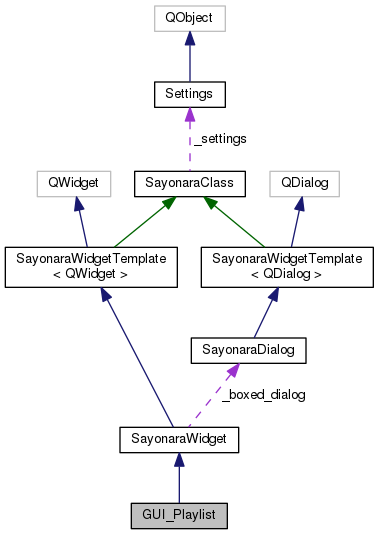 QObject
Settings
_settings
QWidget
SayonaraClass
QDialog
SayonaraWidgetTemplate
< QWidget >
SayonaraWidgetTemplate
< QDialog >
SayonaraDialog
_boxed_dialog
SayonaraWidget
GUI_Playlist